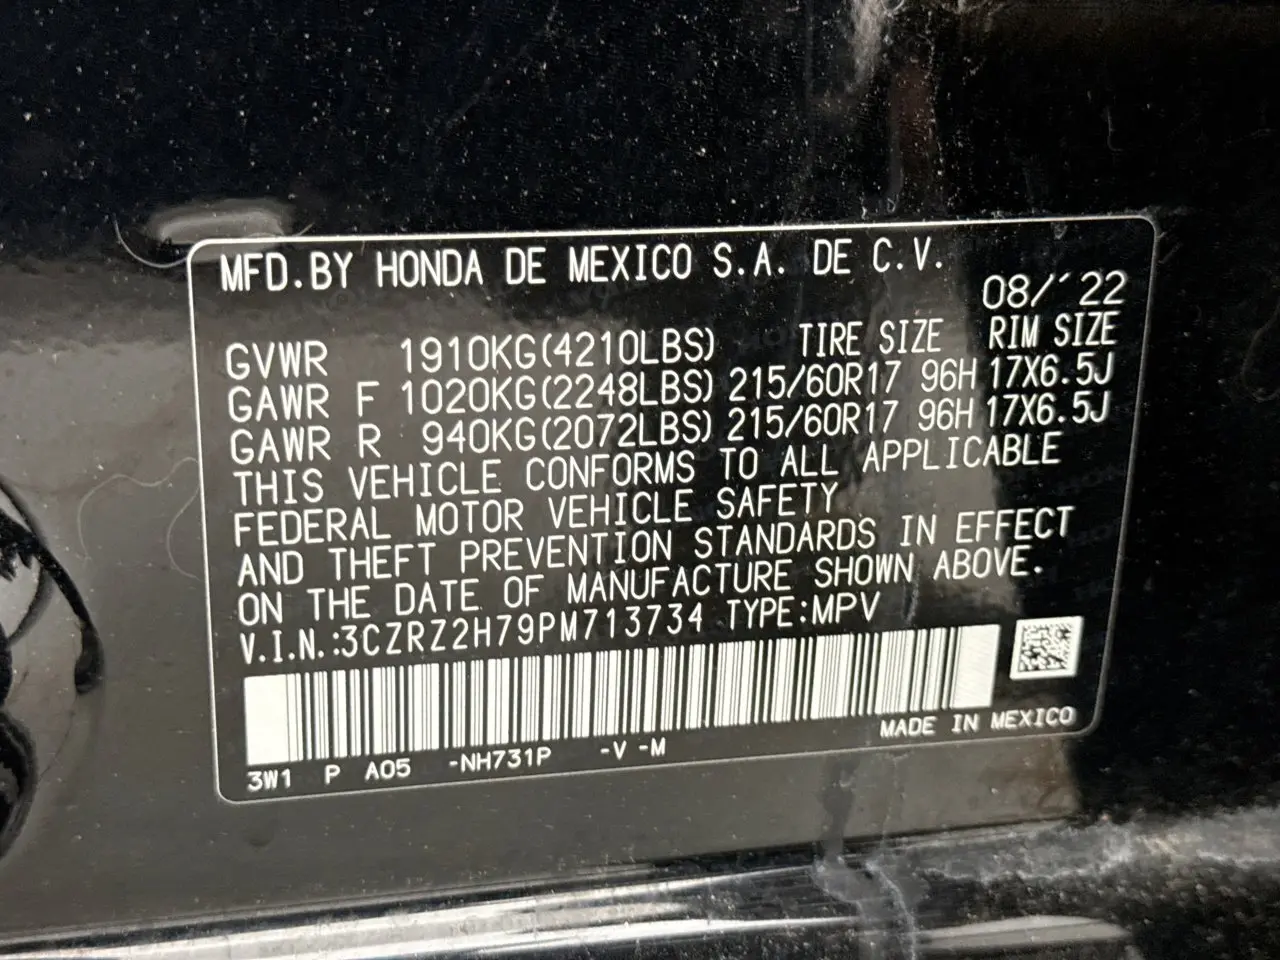 MFD.BY HONDA DE MEXICO S.A. DE C.V.
08/'22
GVWR 1910KG(4210LBS) TIRE SIZE RIM SIZE
GAWR F 1020KG(2248LBS) 215/60R17 96H 17X6.5J
GAWR R 940KG(2072LBS) 215/60R17 96H 17X6.5J
THIS VEHICLE CONFORMS TO ALL APPLICABLE
FEDERAL MOTOR VEHICLE SAFETY
AND THEFT PREVENTION STANDARDS IN EFFECT
ON THE DATE OF MANUFACTURE SHOWN ABOVE.
V.I.N.:3CZRZ2H79PM713734 TYPE:MPV
MADE IN MEXICO
3W1 P A05 -NH731P -V -M